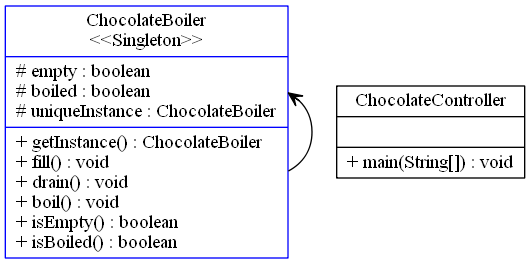 ChocolateBoiler
<<Singleton>>
# empty : boolean
# boiled : boolean
# uniqueInstance : ChocolateBoiler
+ getInstance() : ChocolateBoiler
+ fill() : void
+ drain() : void
+ boil() : void
+ isEmpty() : boolean
+ isBoiled() : boolean
ChocolateController
+ main(String[]) : void